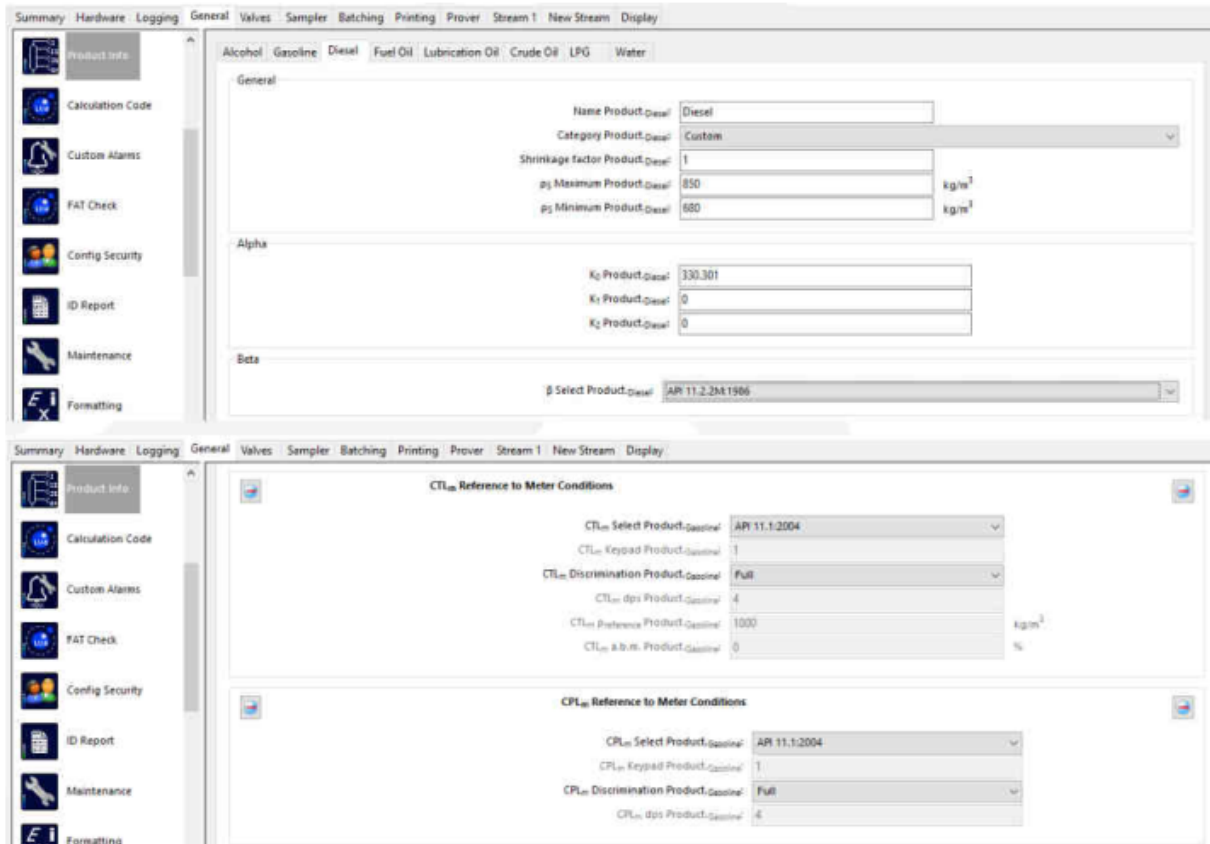 Summary Hardware Logging General Valves Sampler Batching Printing Prover Stream 1 New Stream Display
Product Info
Calculation Code
Custom Alarms
FAT Check
Config Security
ID Report
Maintenance
Formatting
Alcohol Gasoline Diesel Fuel Oil Lubrication Oil Crude Oil LPG Water
General
Name Product.Diesel: Diesel
Category Product.Diesel: Custom
Shrinkage factor Product.Diesel: 1
ρS Maximum Product.Diesel: 850 kg/m³
ρS Minimum Product.Diesel: 680 kg/m³
Alpha
K0 Product.Diesel: 330.301
K1 Product.Diesel: 0
K2 Product.Diesel: 0
Beta
β Select Product.Diesel: API 11.2.2M:1986
Summary Hardware Logging General Valves Sampler Batching Printing Prover Stream 1 New Stream Display
Product Info
Calculation Code
Custom Alarms
FAT Check
Config Security
ID Report
Maintenance
Formatting
CTLm Reference to Meter Conditions
CTLm Select Product.Gasoline: API 11.1:2004
CTLm Keypad Product.Gasoline: 1
CTLm Discrimination Product.Gasoline: Full
CTLm dps Product.Gasoline: 4
CTLm Preference Product.Gasoline: 1000 kg/m³
CTLm a.b.m. Product.Gasoline: 0 %
CPLm Reference to Meter Conditions
CPLm Select Product.Gasoline: API 11.1:2004
CPLm Keypad Product.Gasoline: 1
CPLm Discrimination Product.Gasoline: Full
CPLm dps Product.Gasoline: 4